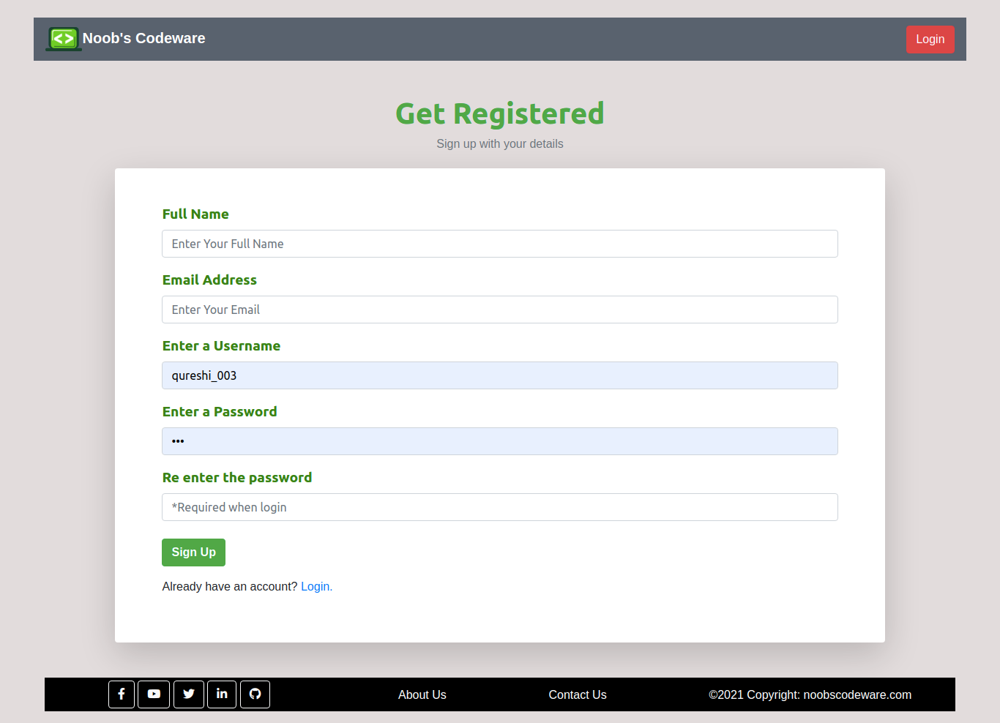 Noob's Codeware
Login
Get Registered
Sign up with your details
Full Name
Enter Your Full Name
Email Address
Enter Your Email
Enter a Username
qureshi_003
Enter a Password
•••
Re enter the password
*Required when login
Sign Up
Already have an account? Login.
About Us
Contact Us
©2021 Copyright: noobscodeware.com